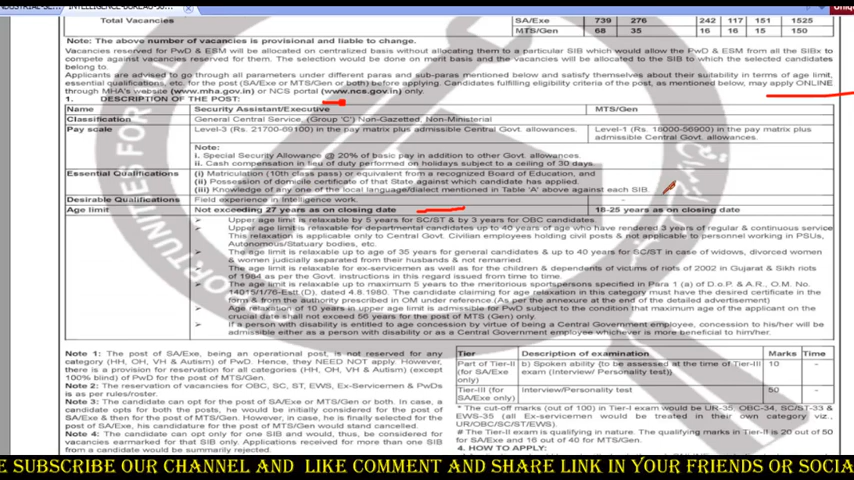 INTELLIGENCE-BUREAU-30...
Total Vacancies SA/Exe 739 276 242 117 151 1525
MTS/Gen 68 35 16 16 15 150
Note: The above number of vacancies is provisional and liable to change.
Vacancies reserved for PwD & ESM will be allocated on centralized basis without allocating them to a particular SIB which would allow the PwD & ESM from all the SIBx to
compete against vacancies reserved for them. The selection would be done on merit basis and the vacancies will be allocated to the SIB to which the selected candidates
belong to.
Applicants are advised to go through all parameters under different paras and sub-paras mentioned below and satisfy themselves about their suitability in terms of age limit,
essential qualifications etc. for the post (SA/Exe or MTS/Gen or both) before applying. Candidates fulfilling eligibility criteria of the post, as mentioned below, may apply ONLINE
through MHA's website (www.mha.gov.in) or NCS portal (www.ncs.gov.in) only.
1. DESCRIPTION OF THE POST:
Name Security Assistant/Executive MTS/Gen
Classification General Central Service, (Group 'C') Non-Gazetted, Non-Ministerial
Pay scale Level-3 (Rs. 21700-69100) in the pay matrix plus admissible Central Govt. allowances. Level-1 (Rs. 18000-56900) in the pay matrix plus
admissible Central Govt. allowances.
Note:
i. Special Security Allowance @ 20% of basic pay in addition to other Govt. allowances.
ii. Cash compensation in lieu of duty performed on holidays subject to a ceiling of 30 days
Essential Qualifications (i) Matriculation (10th class pass) or equivalent from a recognized Board of Education, and
(ii) Possession of domicile certificate of that State against which candidate has applied.
(iii) Knowledge of any one of the local language/dialect mentioned in Table 'A' above against each SIB.
Desirable Qualifications Field experience in Intelligence work. -
Age limit Not exceeding 27 years as on closing date 18-25 years as on closing date
Upper age limit is relaxable by 5 years for SC/ST & by 3 years for OBC candidates.
Upper age limit is relaxable for departmental candidates up to 40 years of age who have rendered 3 years of regular & continuous service
This relaxation is applicable only to Central Govt. Civilian employees holding civil posts & not applicable to personnel working in PSUs,
Autonomous/Statuary bodies, etc.
The age limit is relaxable up to age of 35 years for general candidates & up to 40 years for SC/ST in case of widows, divorced women
& women judicially separated from their husbands & not remarried.
The age limit is relaxable for ex-servicemen as well as for the children & dependents of victims of riots of 2002 in Gujarat & Sikh riots
of 1984 as per the Govt. instructions in this regard issued from time to time.
The age limit is relaxable up to maximum 5 years to the meritorious sportspersons specified in Para 1 (a) of D.o.P & A.R., O.M. No.
14015/1/76-Estt (D), dated 4.8.1980. The candidate claiming for age relaxation in this category must have the desired certificate in the
form & from the authority prescribed in OM under reference.(As per the annexure at the end of the detailed advertisement)
Age relaxation of 10 years in upper age limit is admissible for PwD subject to the condition that maximum age of the applicant on the
crucial date shall not exceed 56 years for the post of MTS (Gen) only.
If a person with disability is entitled to age concession by virtue of being a Central Government employee, concession to his/her will be
admissible either as a person with disability or as a Central Government employee whichever is more beneficial to him/her.
Note 1: The post of SA/Exe, being an operational post, is not reserved for any
category (HH, OH, VH & Autism) of PwD. Hence, they NEED NOT apply. However,
there is a provision for reservation for all categories (HH, OH, VH & Autism) (except
100% blind) of PwD for the post of MTS/Gen.
Note 2: The reservation of vacancies for OBC, SC, ST, EWS, Ex-Servicemen & PwDs
is as per rules/roster.
Note 3: The candidate can opt for the post of SA/Exe or MTS/Gen or both. In case, a
candidate opts for both the posts, he would be initially considered for the post of
SA/Exe & then for the post of MTS/Gen. However, in case, he is finally selected for the
post of SA/Exe, his candidature for the post of MTS/Gen would stand cancelled.
Note 4: The candidate can opt only for one SIB and would, thus, be considered for
vacancies earmarked for that SIB only. Applications received for more than one SIB
from a candidate would be summarily rejected.
Tier Description of examination Marks Time
Part of Tier-II (for SA/Exe only) b) Spoken ability (to be assessed at the time of Tier-III exam (Interview/Personality test)) 10 -
Tier-III (for SA/Exe only) Interview/Personality test 50 -
* The cut-off marks (out of 100) in Tier-I exam would be UR-35, OBC-34, SC/ST-33 &
EWS-35 (all Ex-Servicemen would be treated in their own category viz.,
UR/OBC/SC/ST/EWS).
# The Tier-II exam is qualifying in nature. The qualifying marks in Tier-II is 20 out of 50
for SA/Exe and 16 out of 40 for MTS/Gen.
4. HOW TO APPLY:
E SUBSCRIBE OUR CHANNEL AND LIKE COMMENT AND SHARE LINK IN YOUR FRIENDS OR SOCIA